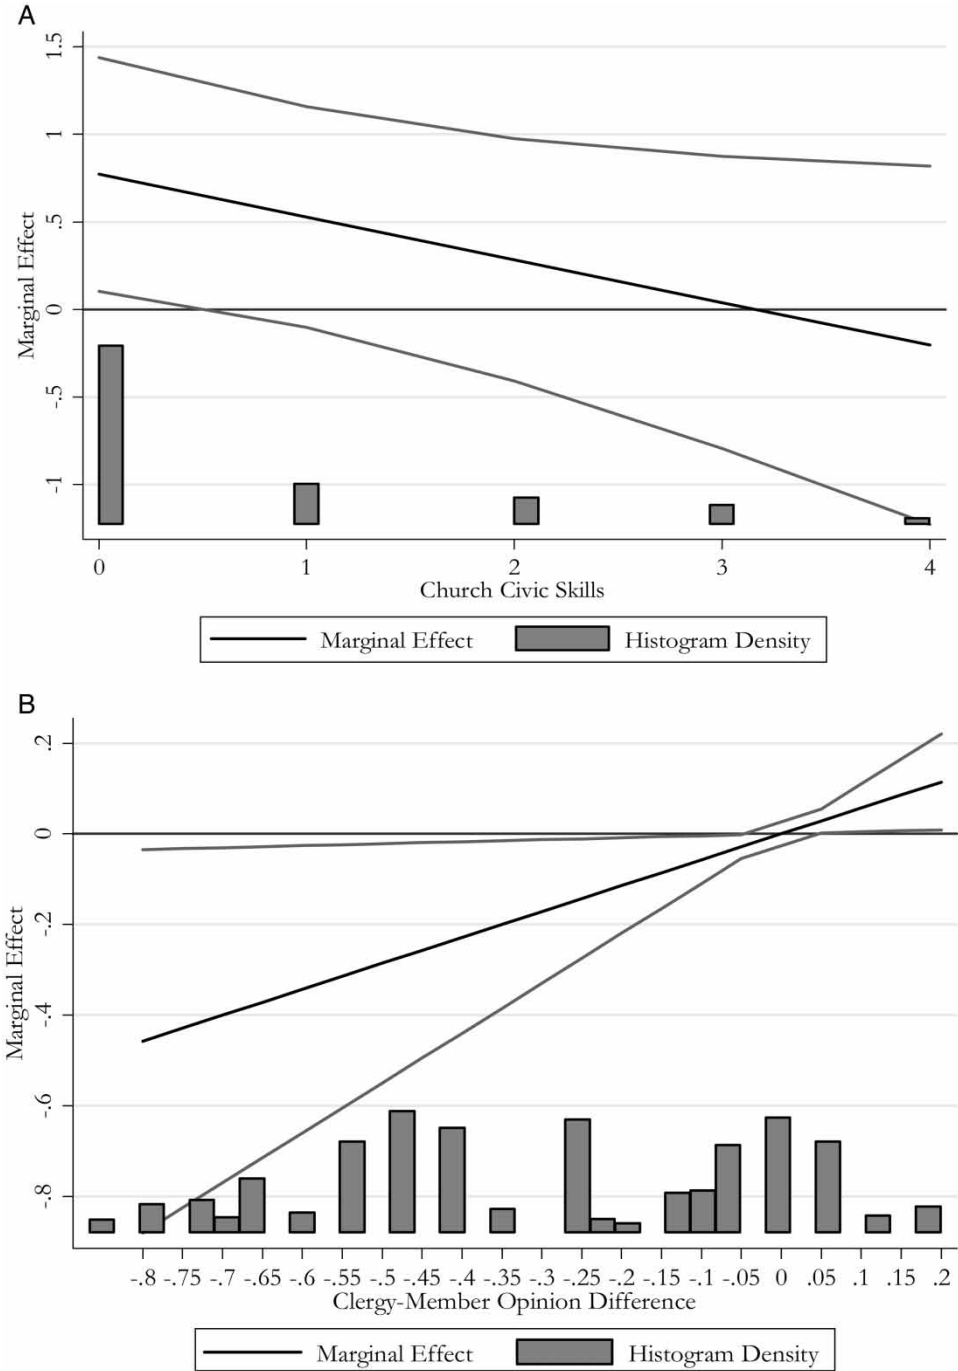 A
Marginal Effect
1.5
1
.5
0
-.5
-1
0 1 2 3 4
Church Civic Skills
Marginal Effect Histogram Density
B
Marginal Effect
.2
0
-.2
-.4
-.6
-.8
-.8 -.75 -.7 -.65 -.6 -.55 -.5 -.45 -.4 -.35 -.3 -.25 -.2 -.15 -.1 -.05 0 .05 .1 .15 .2
Clergy-Member Opinion Difference
Marginal Effect Histogram Density